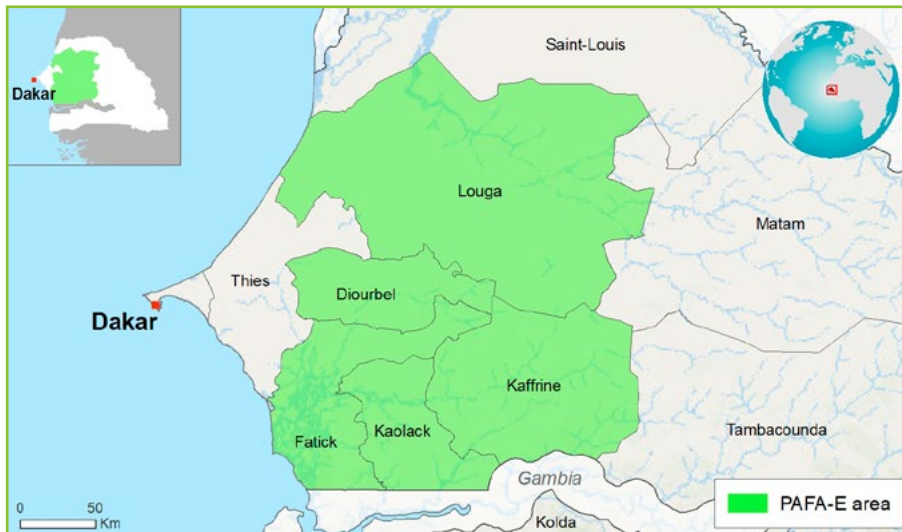 Dakar
Saint-Louis
Louga
Matam
Thies
Diourbel
Dakar
Kaffrine
Fatick
Kaolack
Tambacounda
Gambia
Kolda
0 50
Km
PAFA-E area